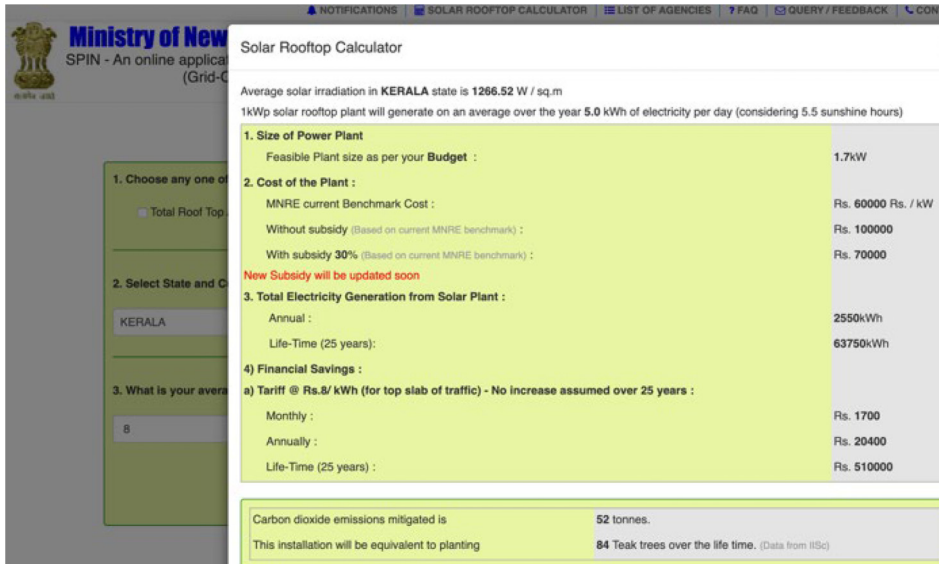 NOTIFICATIONS | SOLAR ROOFTOP CALCULATOR | LIST OF AGENCIES | ? FAQ | QUERY / FEEDBACK | CON
Ministry of New
SPIN - An online applica
(Grid-C
Solar Rooftop Calculator
Average solar irradiation in KERALA state is 1266.52 W / sq.m
1kWp solar rooftop plant will generate on an average over the year 5.0 kWh of electricity per day (considering 5.5 sunshine hours)
1. Choose any one of
Total Roof Top
2. Select State and C
KERALA
3. What is your avera
8
1. Size of Power Plant
Feasible Plant size as per your Budget : 1.7kW
2. Cost of the Plant :
MNRE current Benchmark Cost : Rs. 60000 Rs. / kW
Without subsidy (Based on current MNRE benchmark) : Rs. 100000
With subsidy 30% (Based on current MNRE benchmark) : Rs. 70000
New Subsidy will be updated soon
3. Total Electricity Generation from Solar Plant :
Annual : 2550kWh
Life-Time (25 years): 63750kWh
4) Financial Savings :
a) Tariff @ Rs.8/ kWh (for top slab of traffic) - No increase assumed over 25 years :
Monthly : Rs. 1700
Annually : Rs. 20400
Life-Time (25 years) : Rs. 510000
Carbon dioxide emissions mitigated is 52 tonnes.
This installation will be equivalent to planting 84 Teak trees over the life time. (Data from IISc)